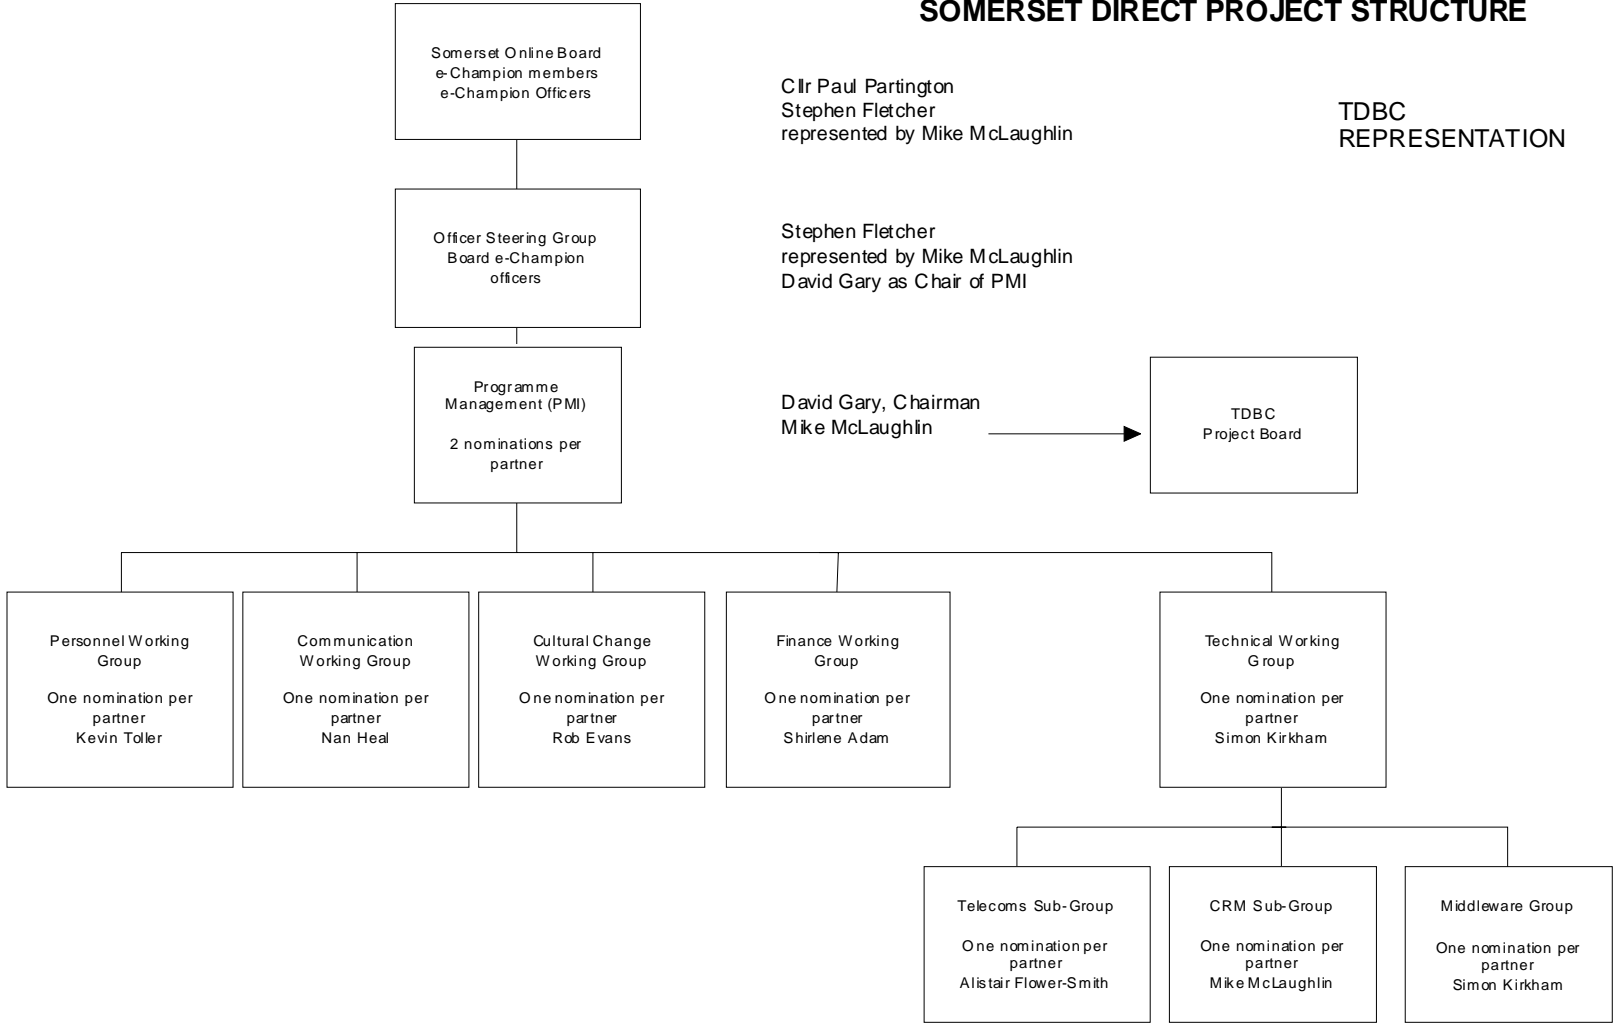 SOMERSET DIRECT PROJECT STRUCTURE
Somerset Online Board
e-Champion members
e-Champion Officers
Cllr Paul Partington
Stephen Fletcher
represented by Mike McLaughlin
TDBC
REPRESENTATION
Officer Steering Group
Board e-Champion
officers
Stephen Fletcher
represented by Mike McLaughlin
David Gary as Chair of PMI
Programme
Management (PMI)
2 nominations per
partner
David Gary, Chairman
Mike McLaughlin
TDBC
Project Board
Personnel Working
Group
One nomination per
partner
Kevin Toller
Communication
Working Group
One nomination per
partner
Nan Heal
Cultural Change
Working Group
One nomination per
partner
Rob Evans
Finance Working
Group
One nomination per
partner
Shirlene Adam
Technical Working
Group
One nomination per
partner
Simon Kirkham
Telecoms Sub-Group
One nomination per
partner
Alistair Flower-Smith
CRM Sub-Group
One nomination per
partner
Mike McLaughlin
Middleware Group
One nomination per
partner
Simon Kirkham